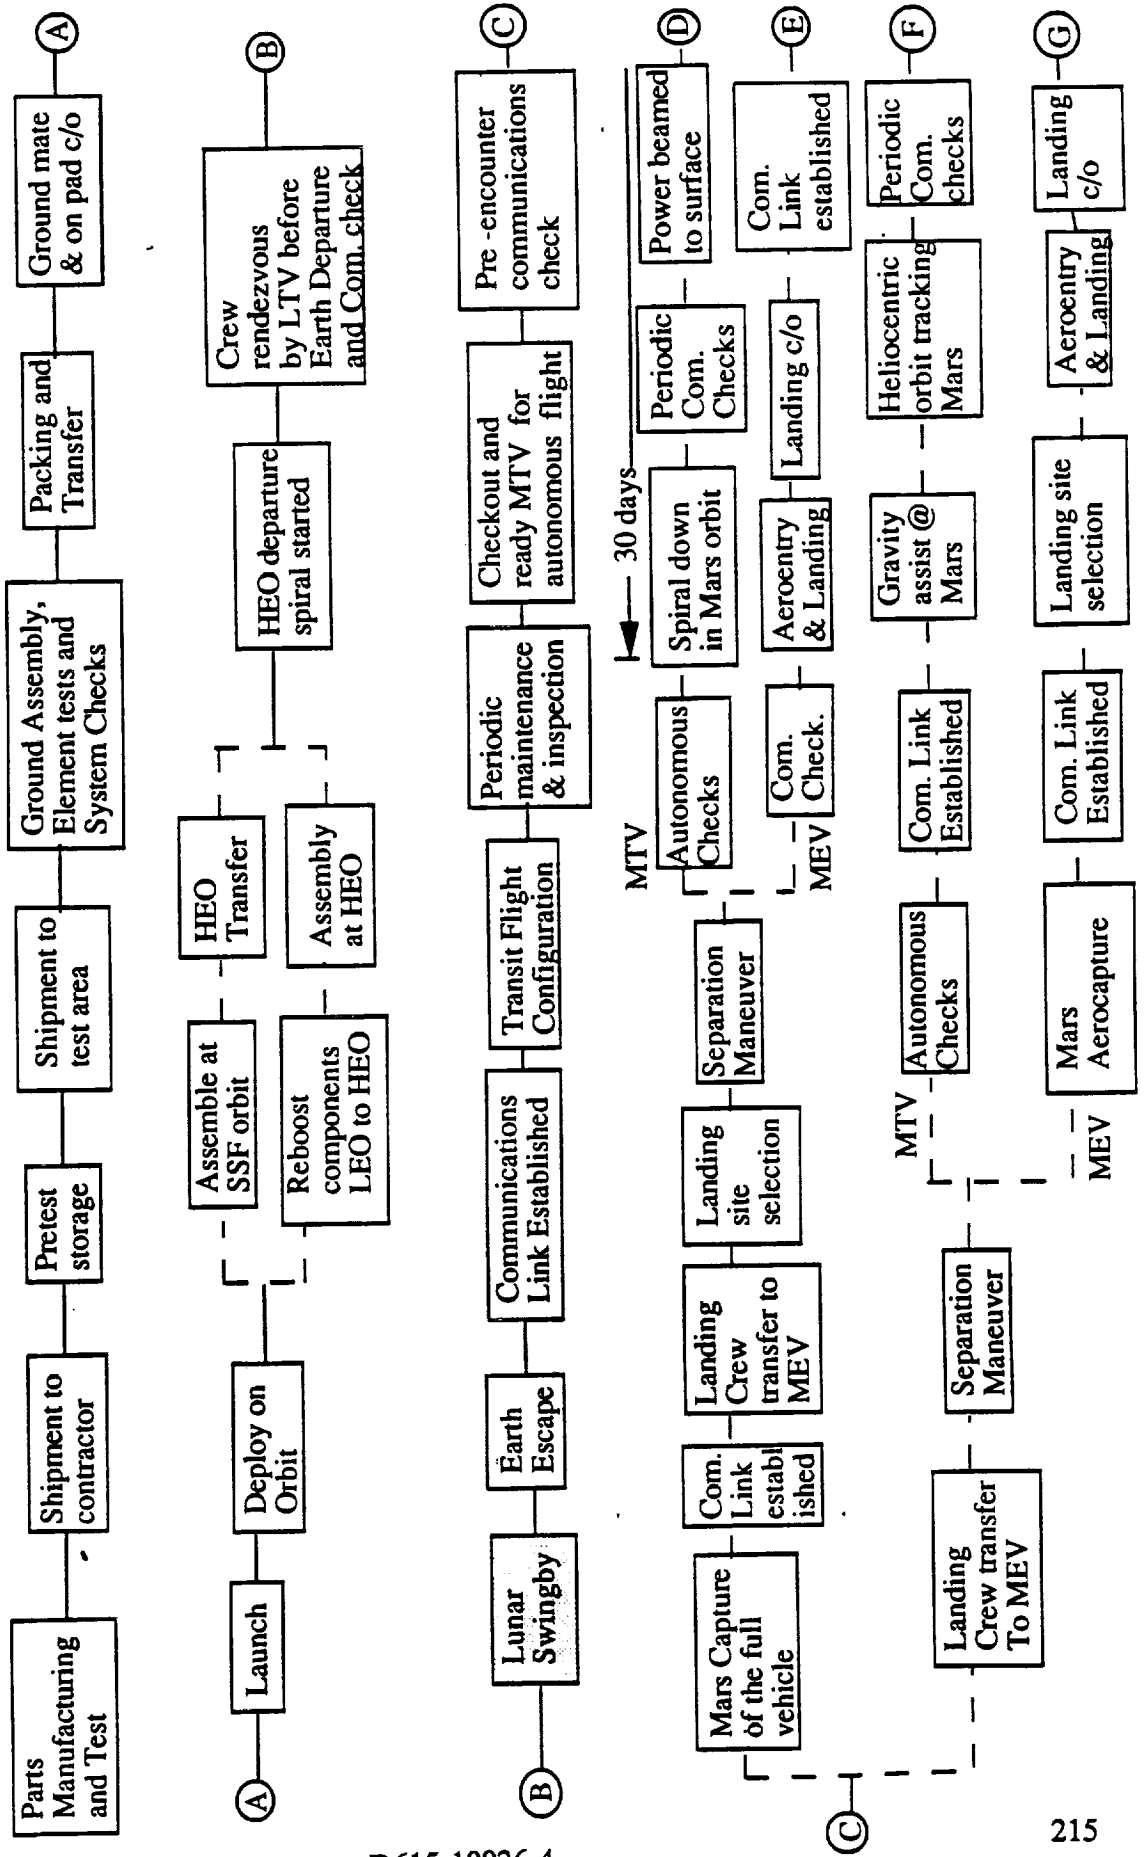 Parts
Manufacturing
and Test
Shipment to
contractor
Pretest
storage
Shipment to
test area
Ground Assembly,
Element tests and
System Checks
Packing and
Transfer
Ground mate
& on pad c/o
A
A
Launch
Deploy on
Orbit
Assemble at
SSF orbit
HEO
Transfer
Reboost
components
LEO to HEO
Assembly
at HEO
HEO departure
spiral started
Crew
rendezvous
by LTV before
Earth Departure
and Com. check
B
B
Lunar
Swingby
Earth
Escape
Communications
Link Established
Transit Flight
Configuration
Periodic
maintenance
& inspection
Checkout and
ready MTV for
autonomous flight
Pre -encounter
communications
check
C
C
Mars Capture
of the full
vehicle
Com.
Link
establ
ished
Landing
Crew
transfer to
MEV
Landing
site
selection
Separation
Maneuver
MTV
Autonomous
Checks
30 days
Spiral down
in Mars orbit
Periodic
Com.
Checks
Power beamed
to surface
D
MEV
Com.
Check.
Aeroentry
& Landing
Landing c/o
Com.
Link
established
E
Landing
Crew transfer
To MEV
Separation
Maneuver
MTV
Autonomous
Checks
Com. Link
Established
Gravity
assist @
Mars
Heliocentric
orbit tracking
Mars
Periodic
Com.
checks
F
MEV
Mars
Aerocapture
Com. Link
Established
Landing site
selection
Aeroentry
& Landing
Landing
c/o
G
215